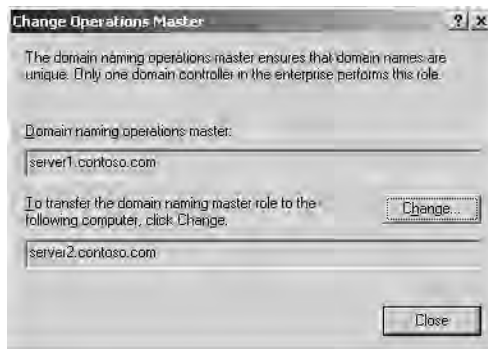 Change Operations Master
? x
The domain naming operations master ensures that domain names are
unique. Only one domain controller in the enterprise performs this role.
Domain naming operations master:
server1.contoso.com
To transfer the domain naming master role to the
following computer, click Change.
Change...
server2.contoso.com
Close